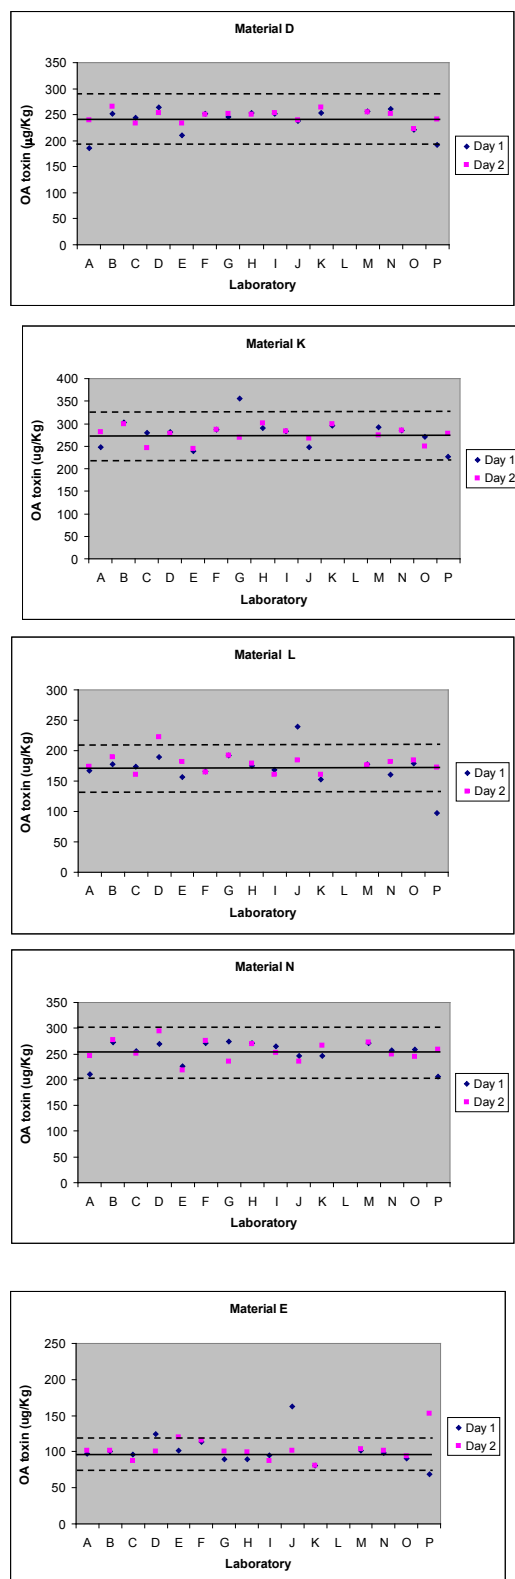 Material D
OA toxin (µg/Kg)
350
300
250
200
150
100
50
0
A B C D E F G H I J K L M N O P
Laboratory
Day 1
Day 2
Material K
OA toxin (ug/Kg)
400
350
300
250
200
150
100
50
0
A B C D E F G H I J K L M N O P
Laboratory
Day 1
Day 2
Material L
OA toxin (ug/Kg)
300
250
200
150
100
50
0
A B C D E F G H I J K L M N O P
Laboratory
Day 1
Day 2
Material N
OA toxin (ug/Kg)
350
300
250
200
150
100
50
0
A B C D E F G H I J K L M N O P
Laboratory
Day 1
Day 2
Material E
OA toxin (ug/Kg)
250
200
150
100
50
0
A B C D E F G H I J K L M N O P
Laboratory
Day 1
Day 2